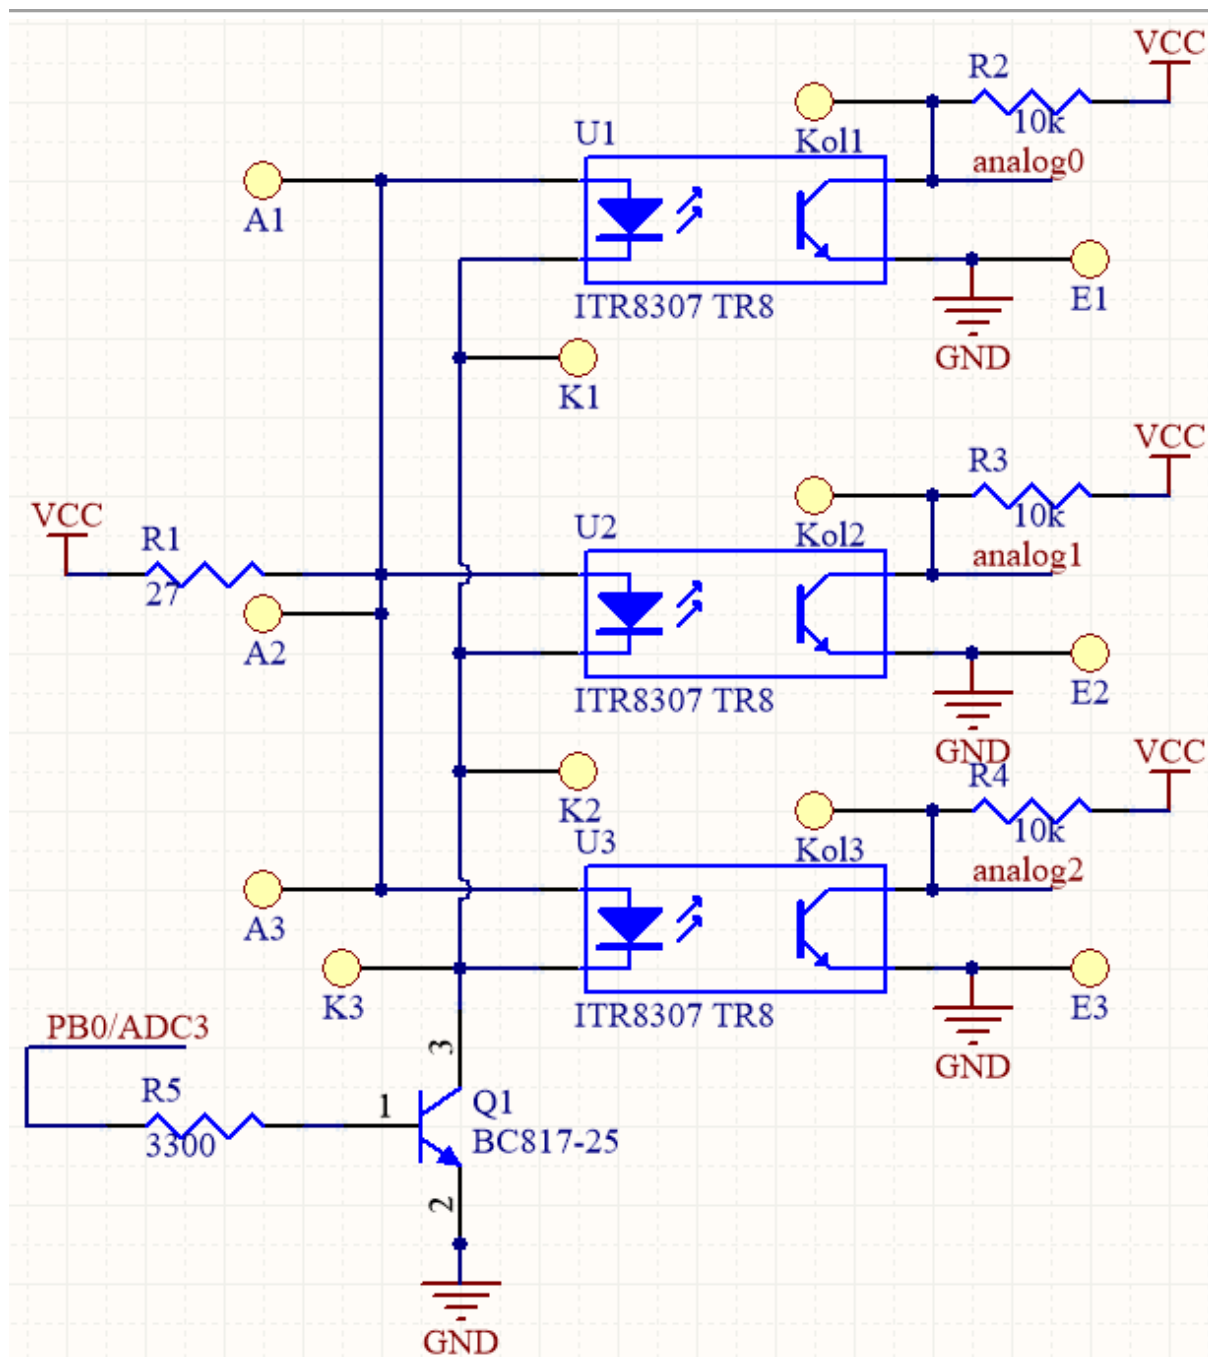 VCC
R2
10k
U1
Kol1
analog0
A1
E1
ITR8307 TR8
GND
K1
VCC
R3
10k
VCC
R1
27
U2
Kol2
analog1
A2
E2
ITR8307 TR8
GND
VCC
R4
10k
K2
U3
Kol3
analog2
A3
K3
ITR8307 TR8
E3
GND
PB0/ADC3
3
R5
3300
1
Q1
BC817-25
2
GND